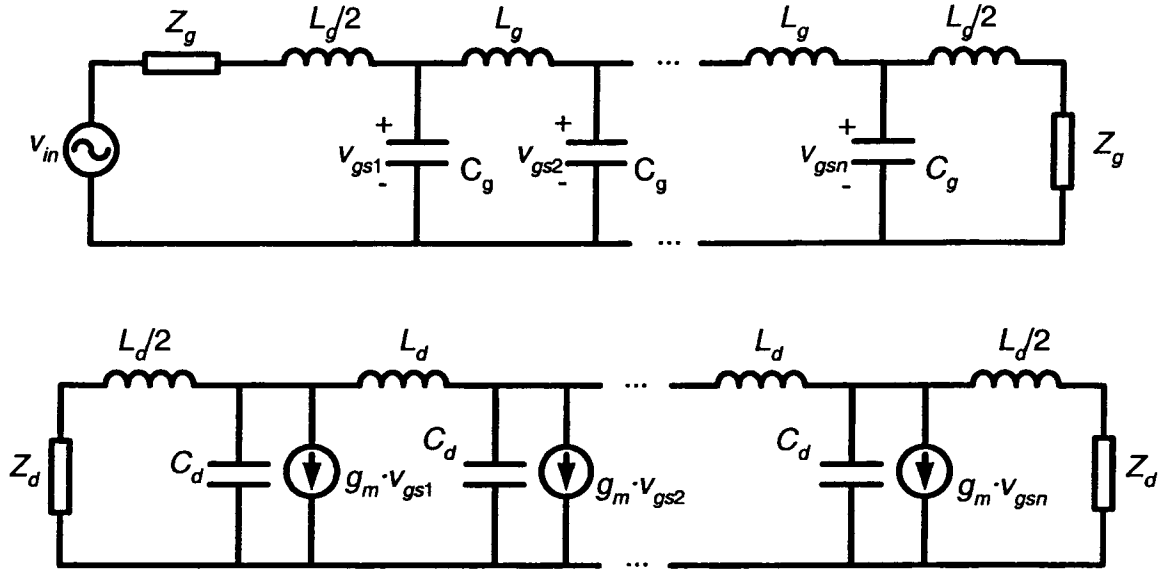 Z_g L_g/2 L_g L_g L_g/2
...
v_in + v_gs1 - C_g + v_gs2 - C_g + v_gsn - C_g Z_g
...
L_d/2 L_d L_d L_d/2
...
Z_d C_d g_m·v_gs1 C_d g_m·v_gs2 C_d g_m·v_gsn Z_d
...